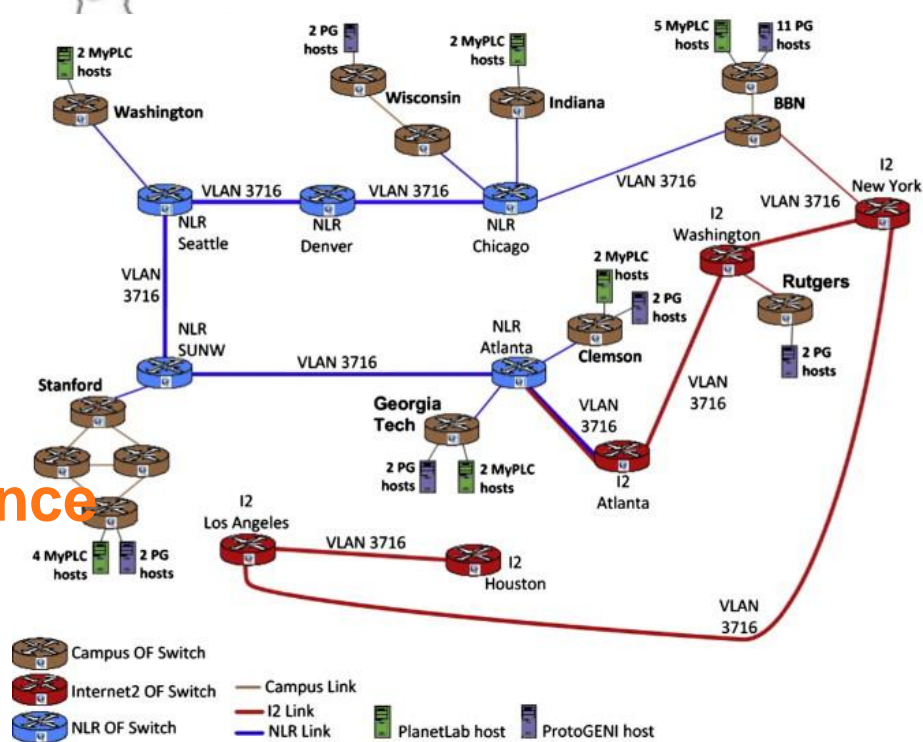 2 MyPLC
hosts
Washington
2 PG
hosts
Wisconsin
2 MyPLC
hosts
Indiana
5 MyPLC
hosts
11 PG
hosts
BBN
VLAN 3716
VLAN 3716
VLAN 3716
VLAN 3716
I2
New York
NLR
Seattle
NLR
Denver
NLR
Chicago
I2
Washington
VLAN
3716
Rutgers
2 PG
hosts
2 MyPLC
hosts
2 PG
hosts
Clemson
NLR
SUNW
VLAN 3716
NLR
Atlanta
Stanford
Georgia
Tech
2 PG
hosts
2 MyPLC
hosts
VLAN
3716
VLAN
3716
I2
Atlanta
nce
4 MyPLC
hosts
2 PG
hosts
I2
Los Angeles
VLAN 3716
I2
Houston
VLAN
3716
Campus OF Switch
Internet2 OF Switch
NLR OF Switch
Campus Link
I2 Link
NLR Link
PlanetLab host
ProtoGENI host